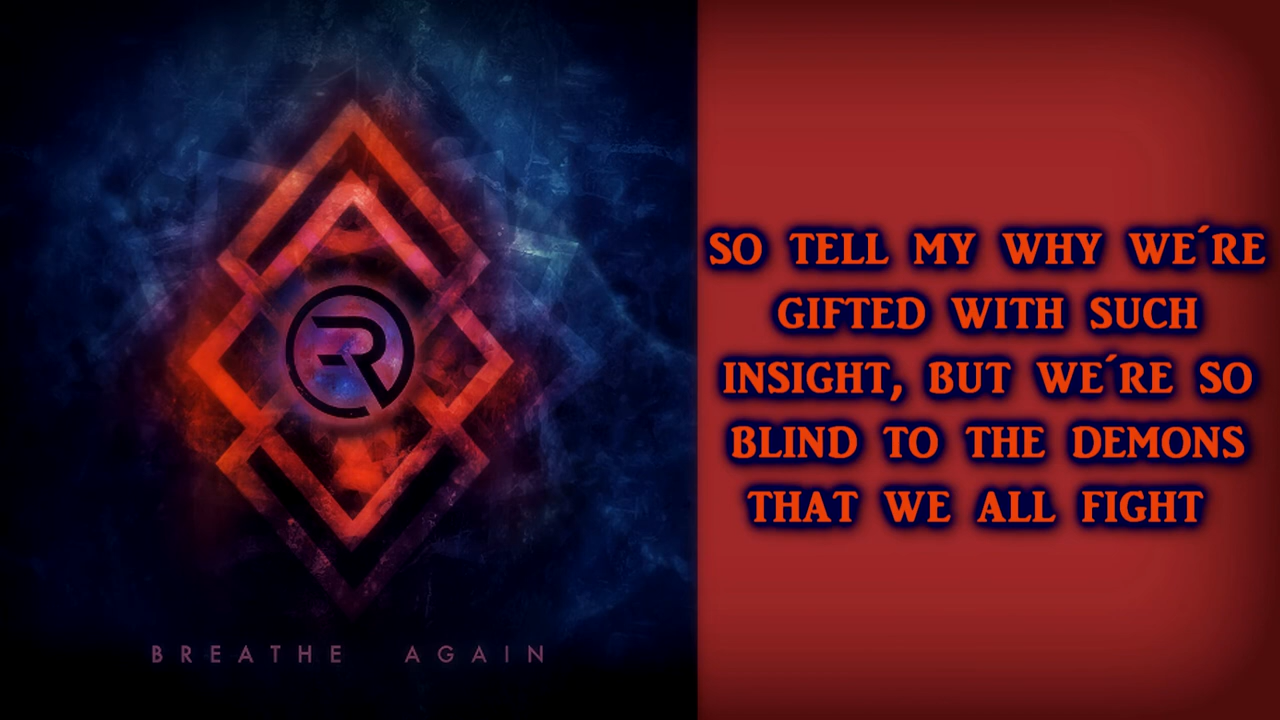 BREATHE AGAIN
SO TELL MY WHY WE´RE
GIFTED WITH SUCH
INSIGHT, BUT WE´RE SO
BLIND TO THE DEMONS
THAT WE ALL FIGHT